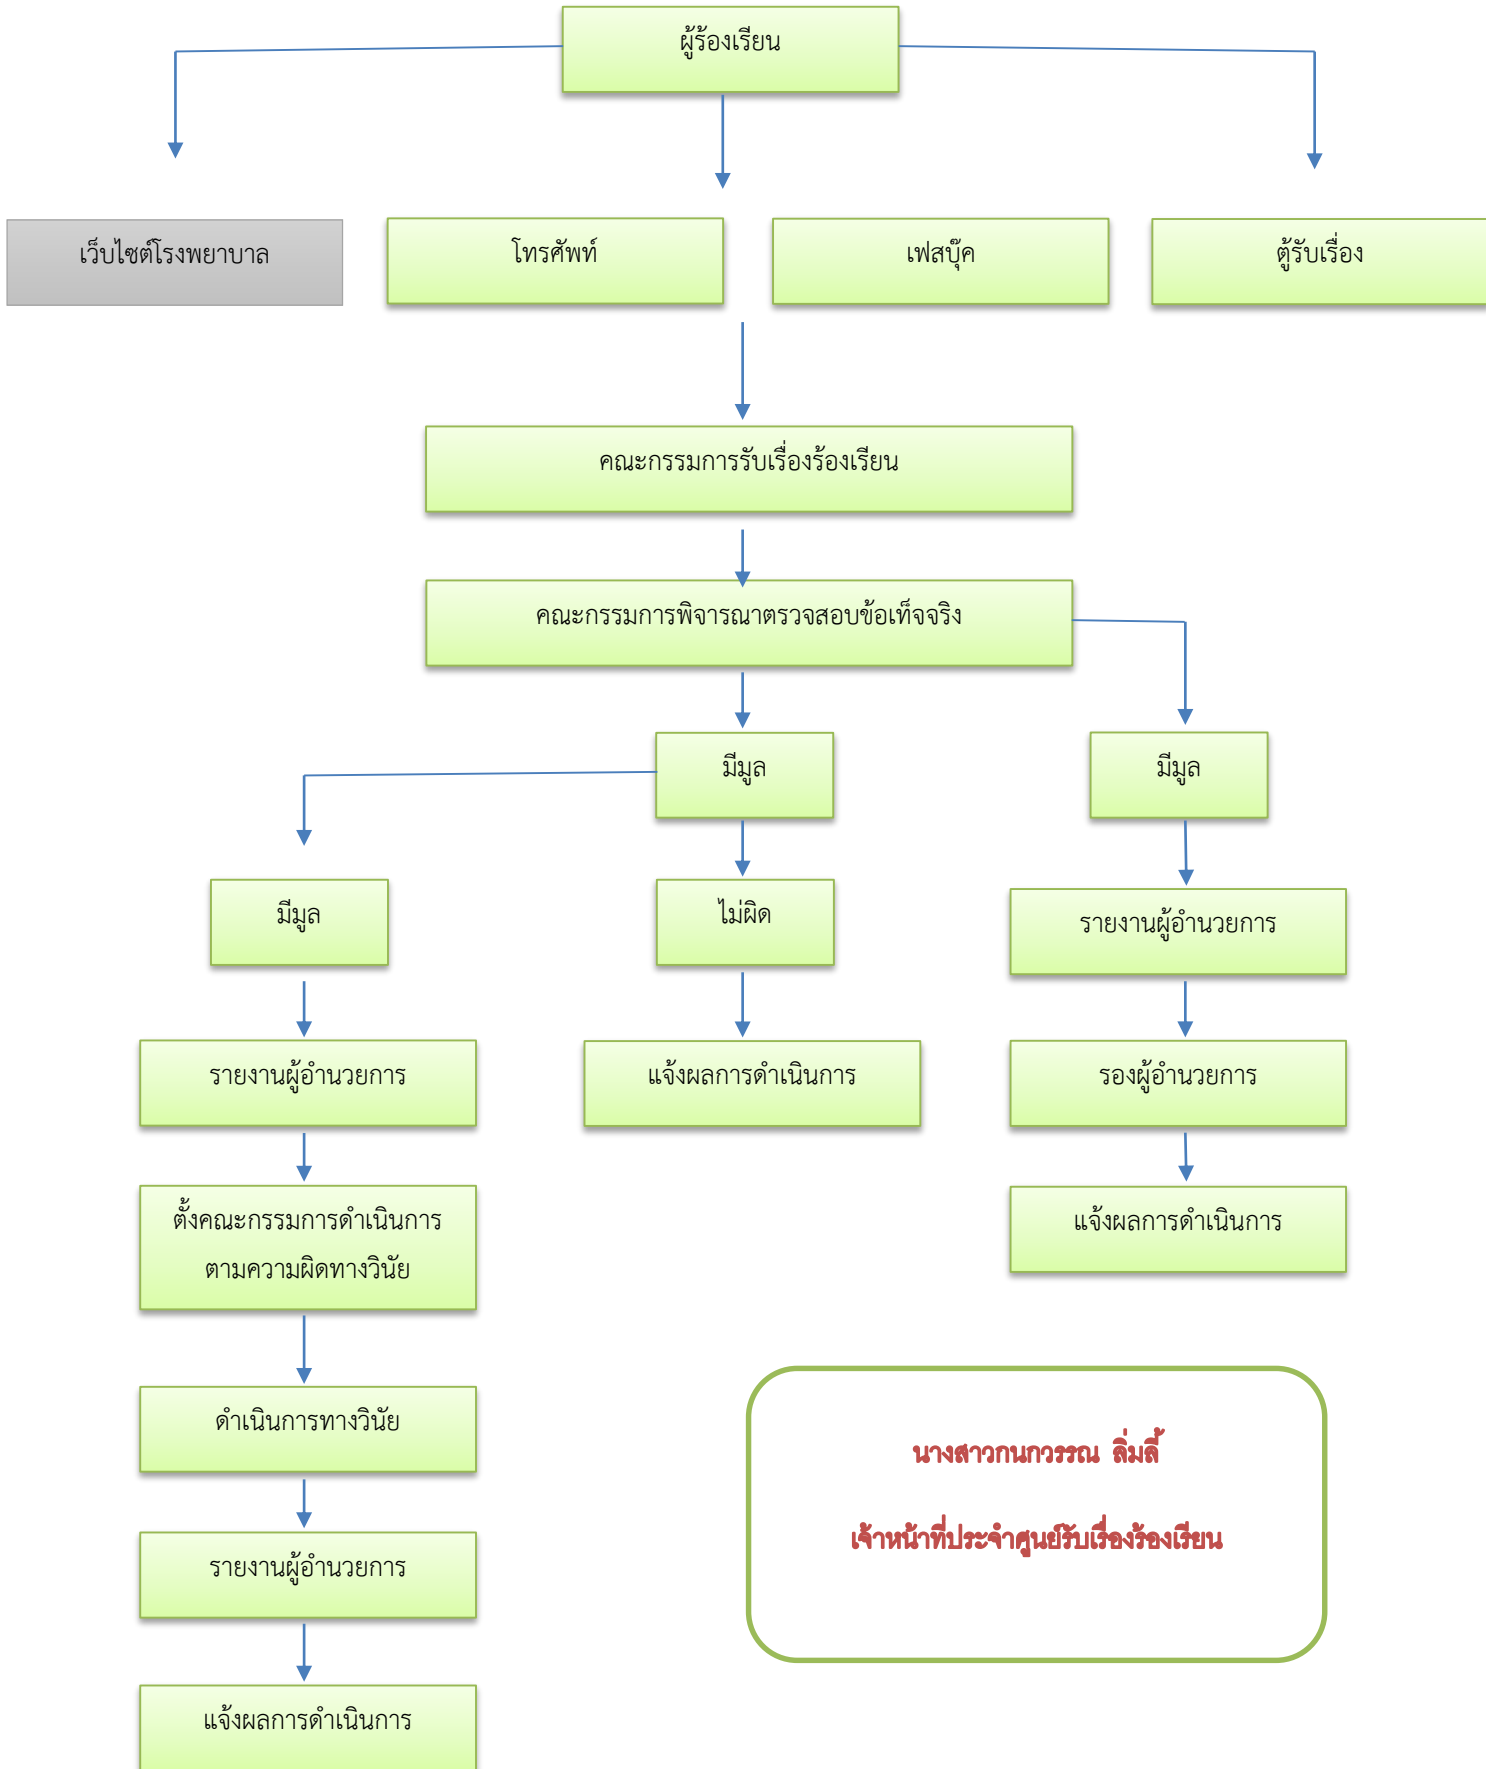 ผู้ร้องเรียน
เว็บไซต์โรงพยาบาล
โทรศัพท์
เฟสบุ๊ค
ตู้รับเรื่อง
คณะกรรมการรับเรื่องร้องเรียน
คณะกรรมการพิจารณาตรวจสอบข้อเท็จจริง
มีมูล
มีมูล
มีมูล
ไม่ผิด
รายงานผู้อำนวยการ
รายงานผู้อำนวยการ
แจ้งผลการดำเนินการ
รองผู้อำนวยการ
ตั้งคณะกรรมการดำเนินการ
ตามความผิดทางวินัย
แจ้งผลการดำเนินการ
ดำเนินการทางวินัย
นางสาวกนกวรรณ ลิ่มลี้
เจ้าหน้าที่ประจำศูนย์รับเรื่องร้องเรียน
รายงานผู้อำนวยการ
แจ้งผลการดำเนินการ